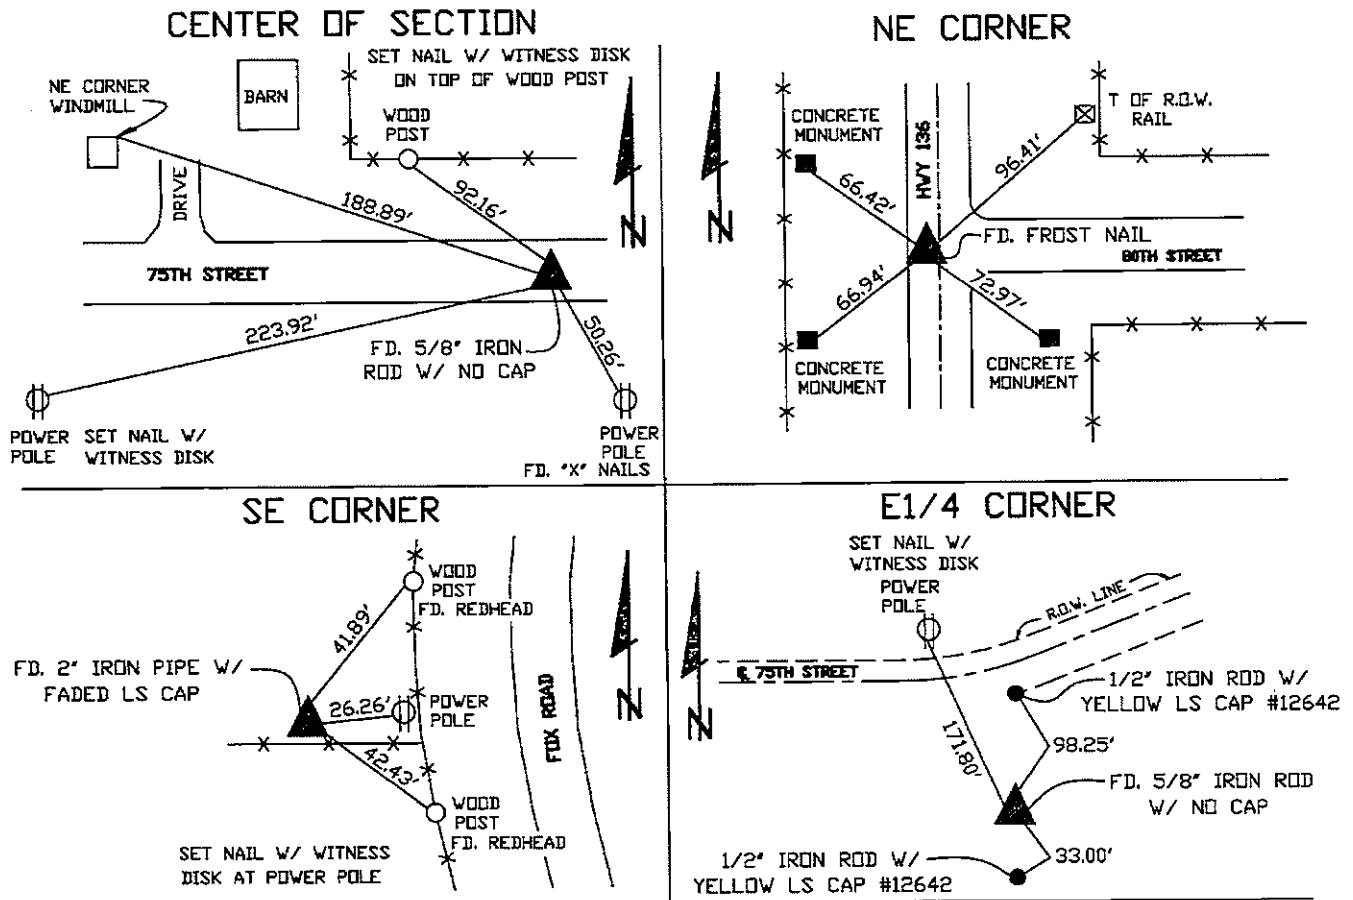 CENTER OF SECTION
SET NAIL W/ WITNESS DISK
ON TOP OF WOOD POST
NE CORNER
WINDMILL
BARN
WOOD
POST
DRIVE
92.16'
188.89'
75TH STREET
223.92'
FD. 5/8" IRON
ROD W/ NO CAP
50.26'
POWER
POLE
SET NAIL W/
WITNESS DISK
POWER
POLE
FD. "X" NAILS
N
NE CORNER
CONCRETE
MONUMENT
HWY 136
T OF R.O.W.
RAIL
96.41'
66.42'
FD. FROST NAIL
80TH STREET
66.94'
72.97'
CONCRETE
MONUMENT
CONCRETE
MONUMENT
N
SE CORNER
WOOD
POST
FD. REDHEAD
41.89'
FD. 2" IRON PIPE W/
FADED LS CAP
26.26'
POWER
POLE
42.43'
FOX ROAD
WOOD
POST
FD. REDHEAD
SET NAIL W/ WITNESS
DISK AT POWER POLE
N
E1/4 CORNER
SET NAIL W/
WITNESS DISK
POWER
POLE
R.O.W. LINE
℄ 75TH STREET
1/2" IRON ROD W/
YELLOW LS CAP #12642
171.80'
98.25'
FD. 5/8" IRON ROD
W/ NO CAP
33.00'
1/2" IRON ROD W/
YELLOW LS CAP #12642
N